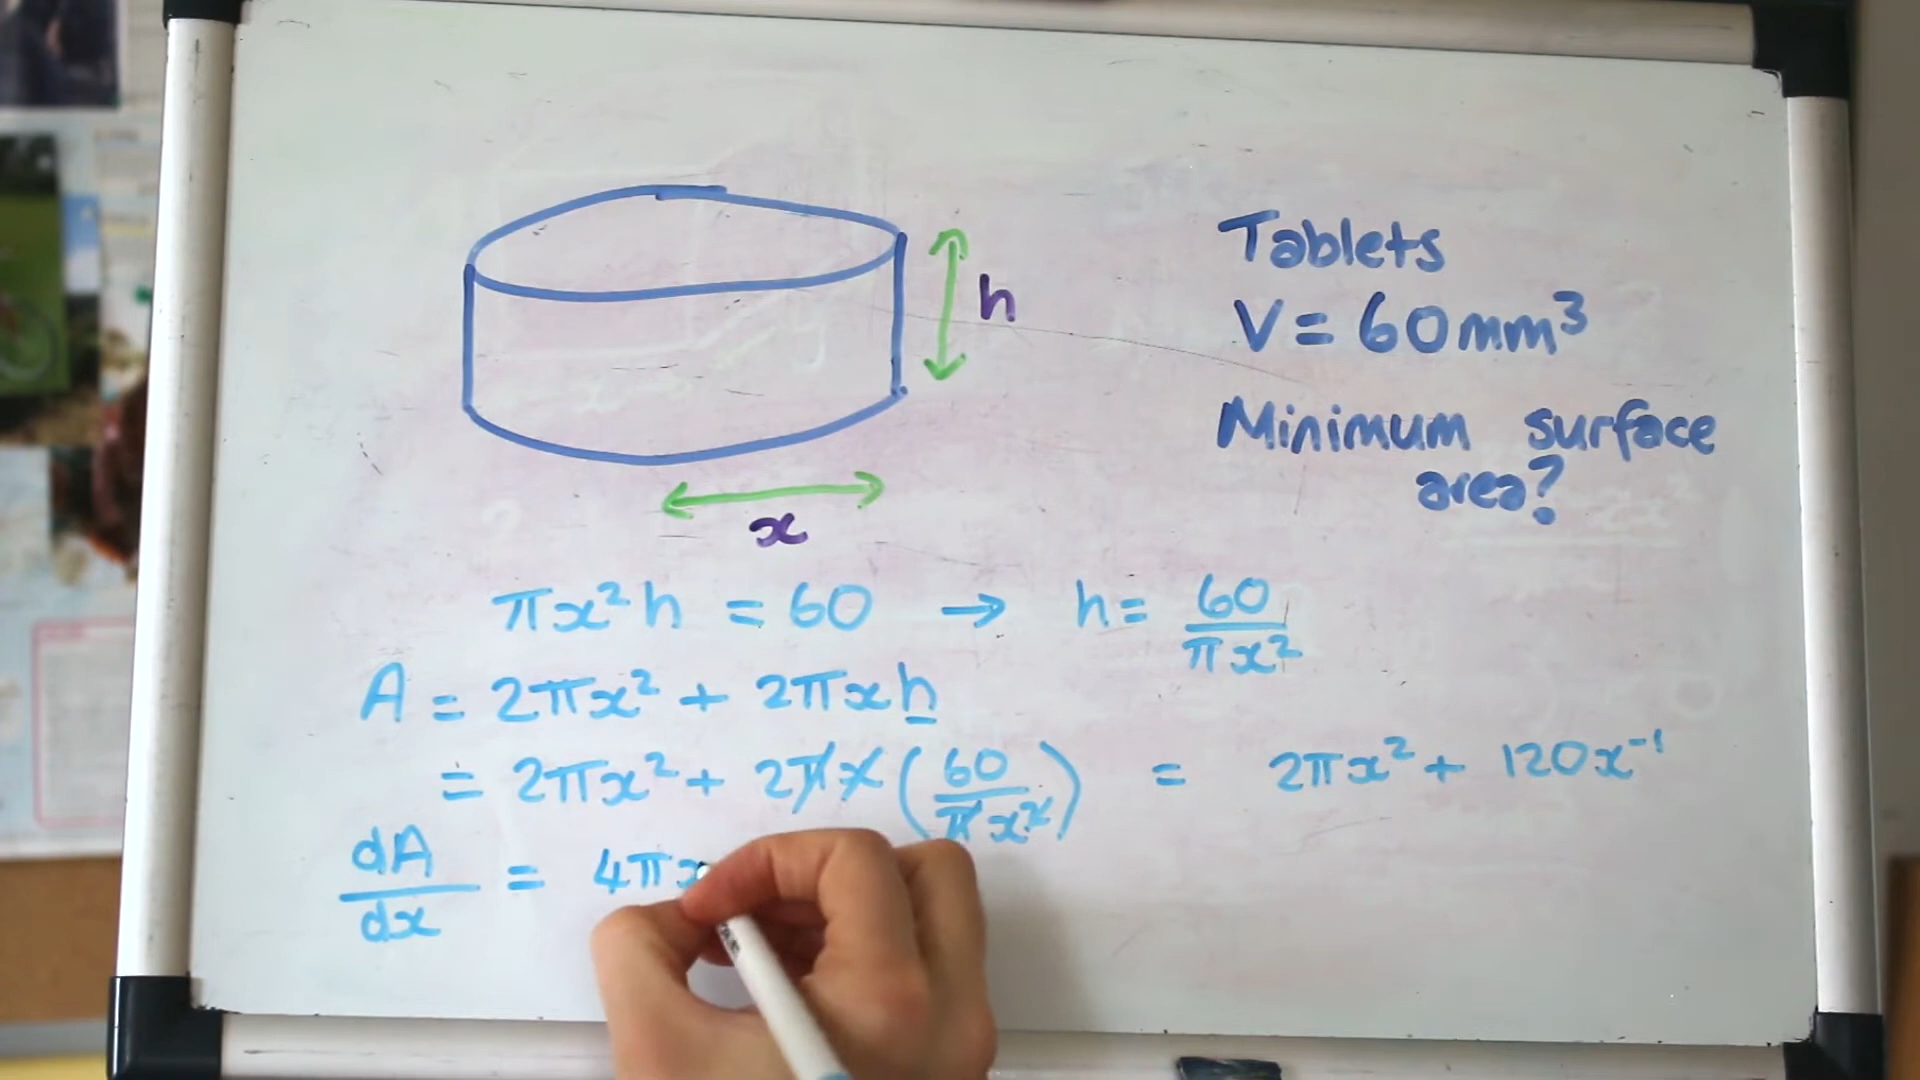 h
Tablets
V = 60mm³
Minimum surface
area?
x
πx²h = 60 → h = 60/πx²
A = 2πx² + 2πxh
= 2πx² + 2πx(60/πx²) = 2πx² + 120x⁻¹
dA/dx = 4πx